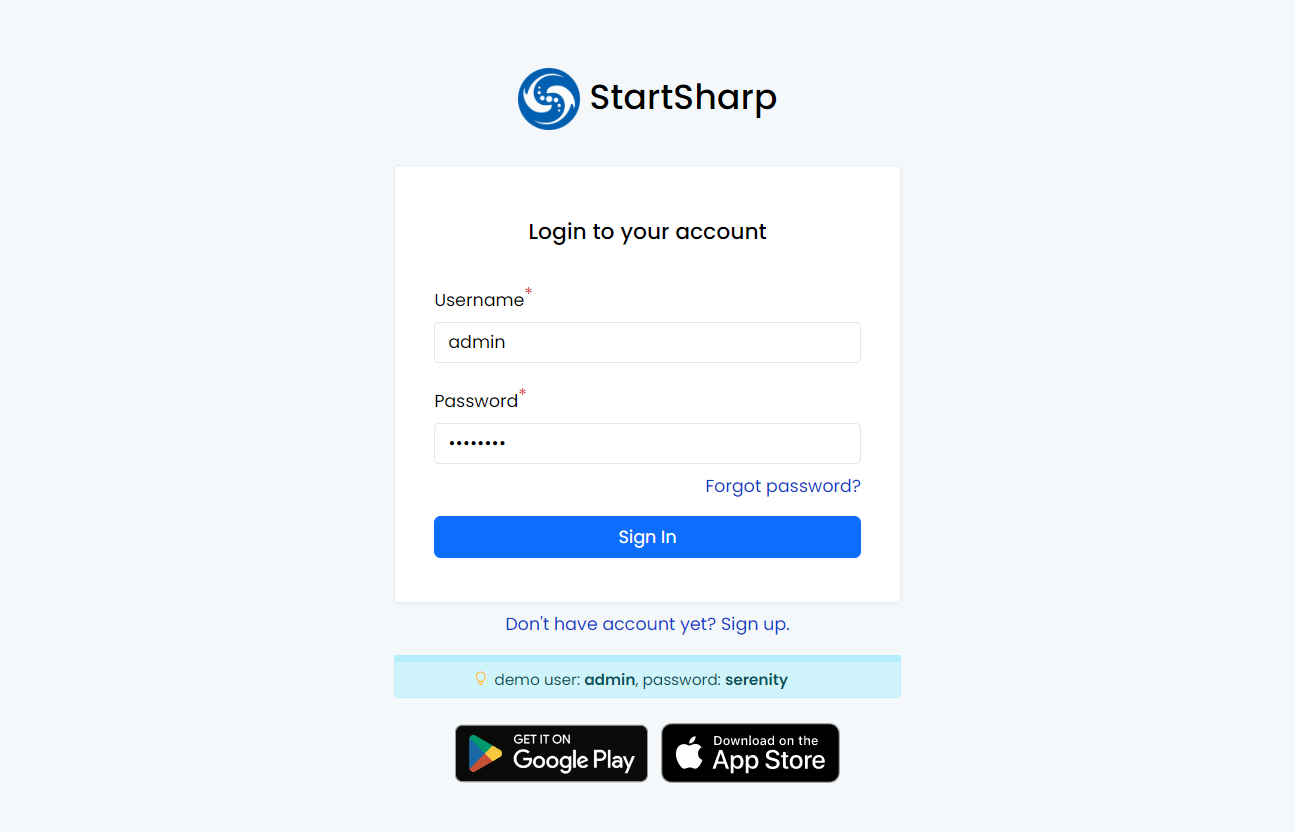 StartSharp
Login to your account
Username*
admin
Password*
••••••••
Forgot password?
Sign In
Don't have account yet? Sign up.
demo user: admin, password: serenity
GET IT ON
Google Play
Download on the
App Store